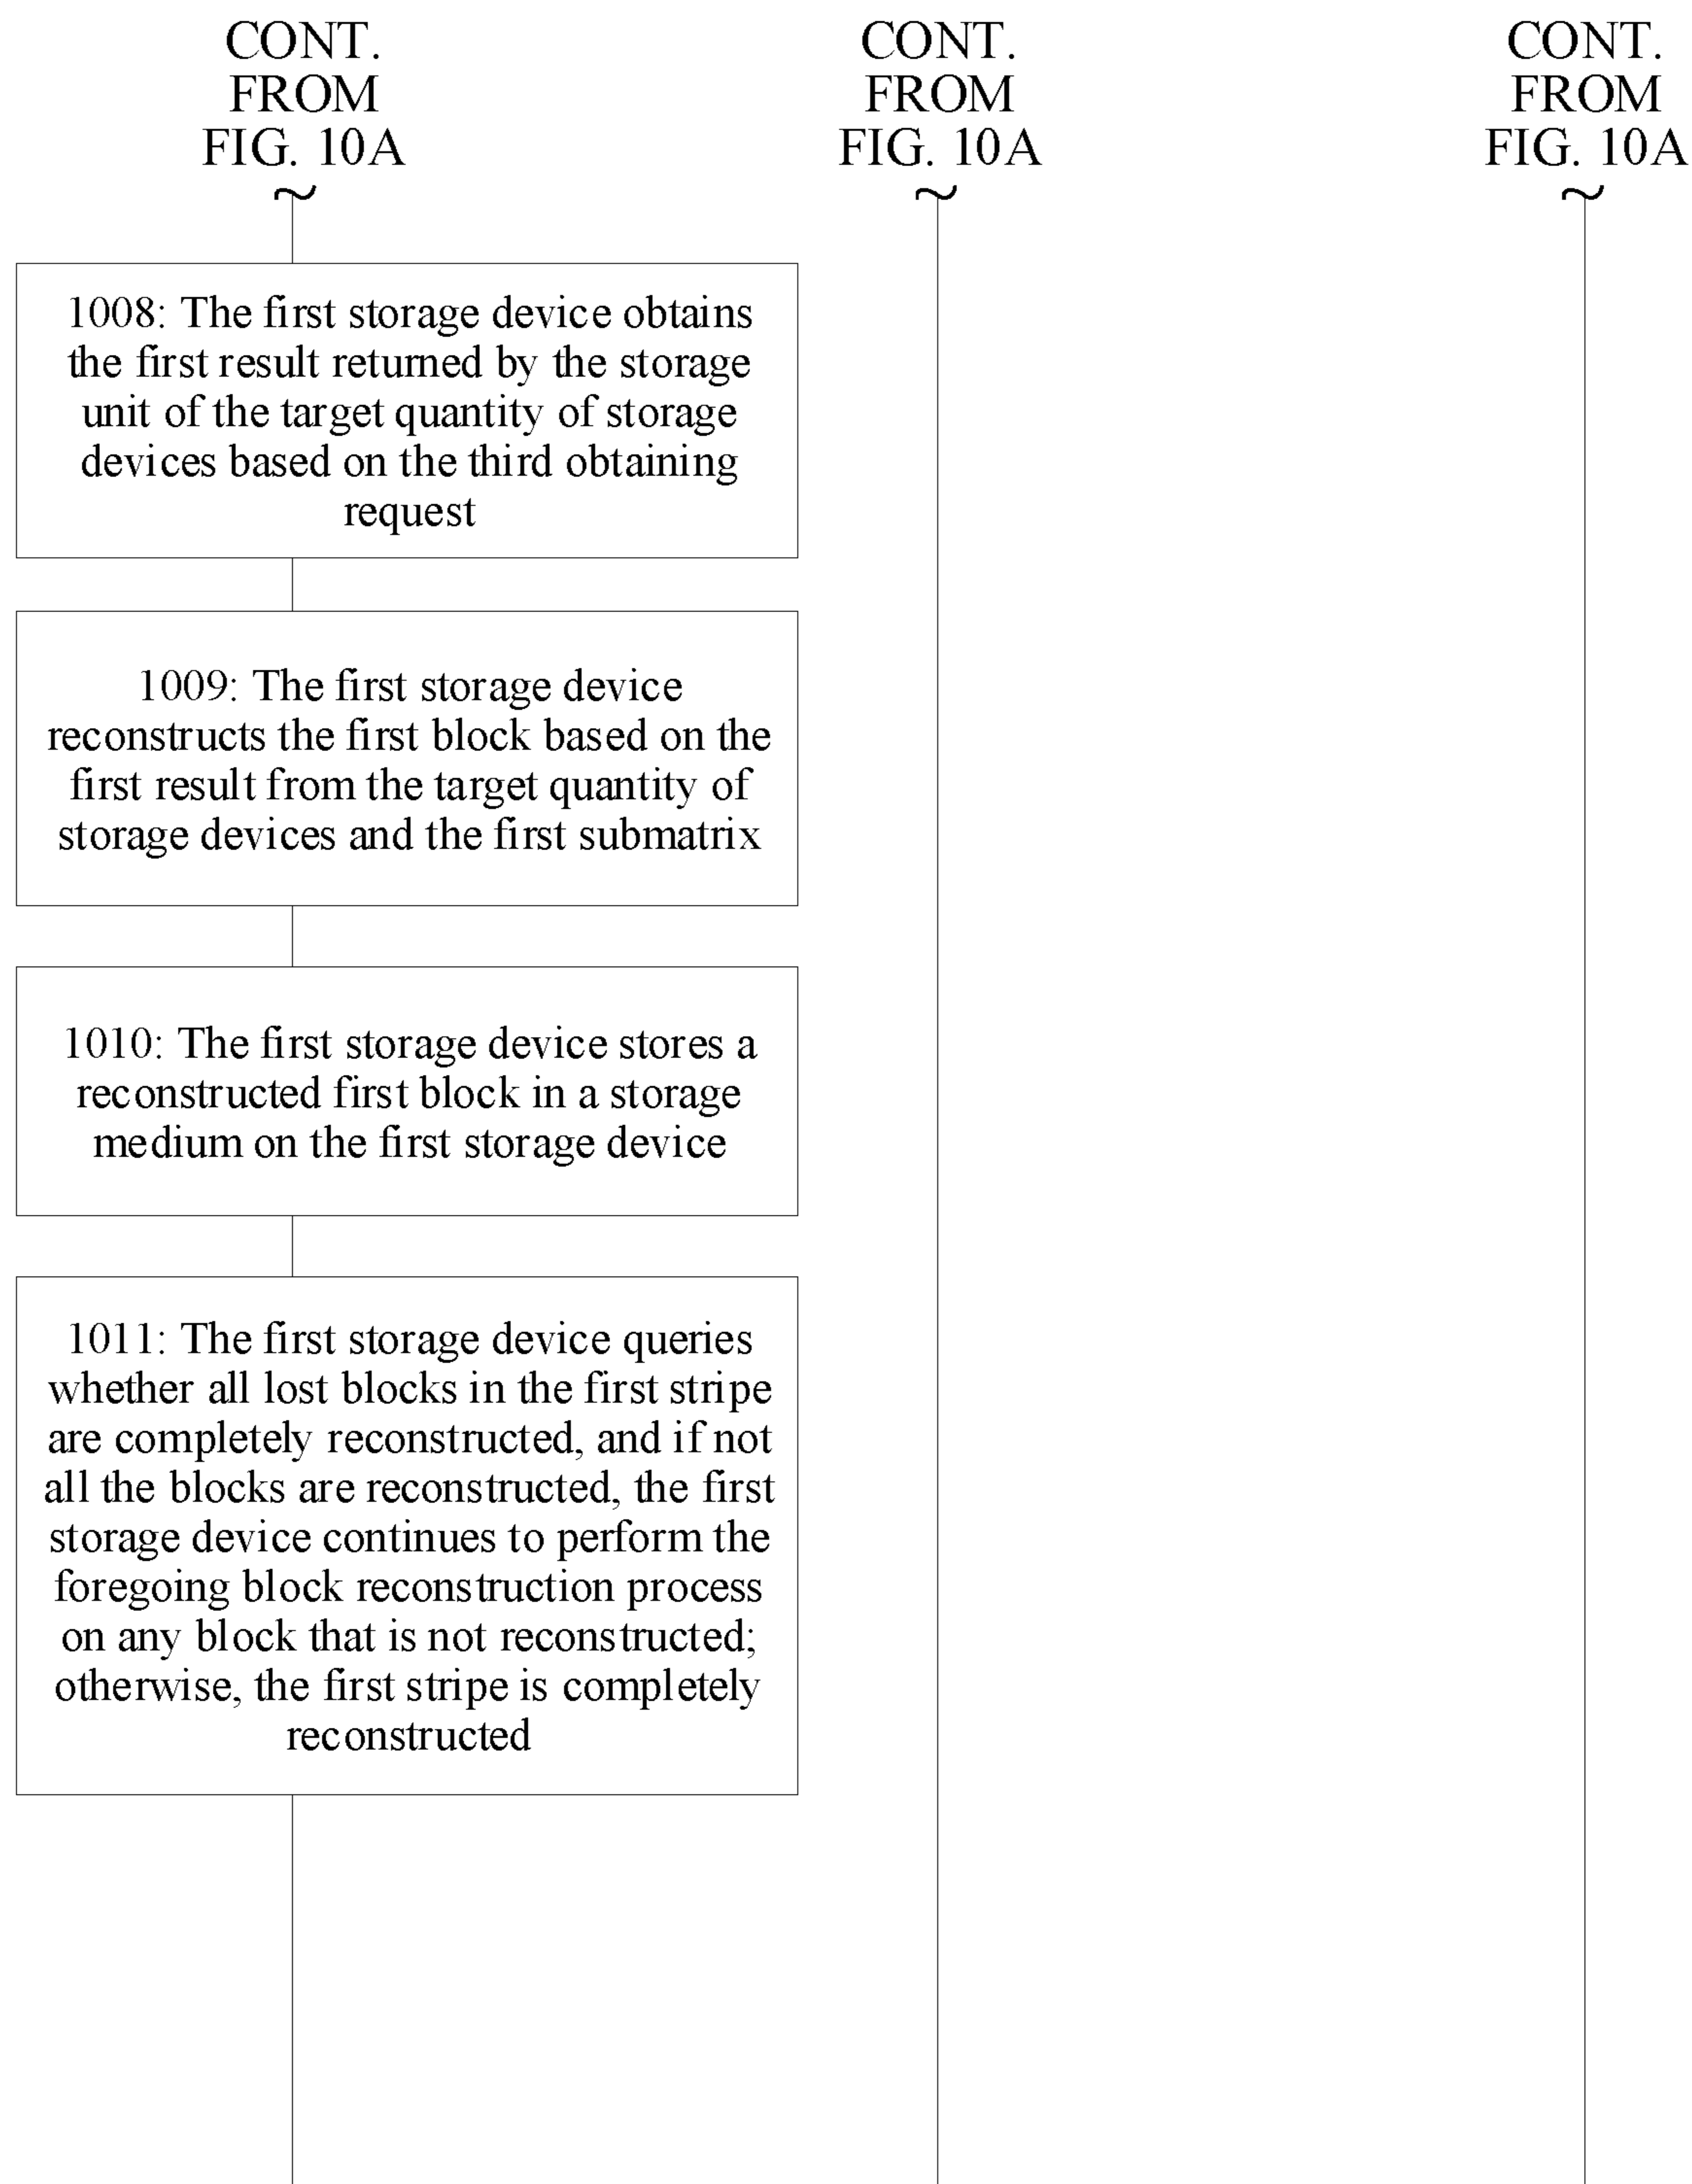 CONT.
FROM
FIG. 10A
CONT.
FROM
FIG. 10A
CONT.
FROM
FIG. 10A
1008: The first storage device obtains
the first result returned by the storage
unit of the target quantity of storage
devices based on the third obtaining
request
1009: The first storage device
reconstructs the first block based on the
first result from the target quantity of
storage devices and the first submatrix
1010: The first storage device stores a
reconstructed first block in a storage
medium on the first storage device
1011: The first storage device queries
whether all lost blocks in the first stripe
are completely reconstructed, and if not
all the blocks are reconstructed, the first
storage device continues to perform the
foregoing block reconstruction process
on any block that is not reconstructed;
otherwise, the first stripe is completely
reconstructed